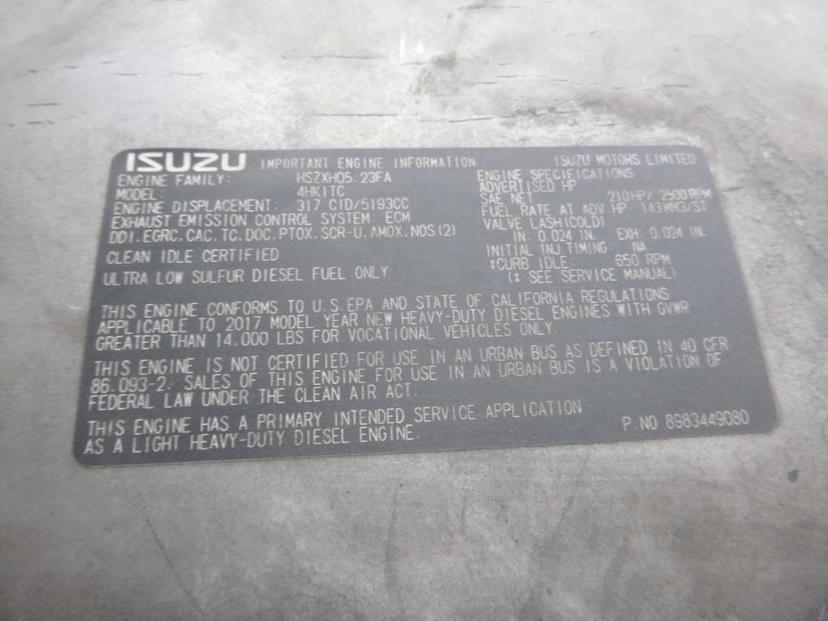 ISUZU IMPORTANT ENGINE INFORMATION ISUZU MOTORS LIMITED
ENGINE FAMILY: HSZXH05.23FA
MODEL: 4HK1TC
ENGINE DISPLACEMENT: 317 CID/5193CC
EXHAUST EMISSION CONTROL SYSTEM: ECM
DDI.EGRC.CAC.TC.DOC.PTOX.SCR-U.AMOX.NOS(2)
CLEAN IDLE CERTIFIED
ULTRA LOW SULFUR DIESEL FUEL ONLY
ENGINE SPECIFICATIONS
ADVERTISED HP
SAE NET 210HP/ 2500RPM
FUEL RATE AT ADV HP 143MM3/ST
VALVE LASH(COLD)
IN: 0.024 IN. EXH: 0.024 IN.
INITIAL INJ TIMING: NA
*CURB IDLE: 650 RPM
(* SEE SERVICE MANUAL)
THIS ENGINE CONFORMS TO U.S.EPA AND STATE OF CALIFORNIA REGULATIONS
APPLICABLE TO 2017 MODEL YEAR NEW HEAVY-DUTY DIESEL ENGINES WITH GVWR
GREATER THAN 14.000 LBS FOR VOCATIONAL VEHICLES ONLY.
THIS ENGINE IS NOT CERTIFIED FOR USE IN AN URBAN BUS AS DEFINED IN 40 CFR
86.093-2. SALES OF THIS ENGINE FOR USE IN AN URBAN BUS IS A VIOLATION OF
FEDERAL LAW UNDER THE CLEAN AIR ACT.
THIS ENGINE HAS A PRIMARY INTENDED SERVICE APPLICATION
AS A LIGHT HEAVY-DUTY DIESEL ENGINE.
P.NO 8983449080